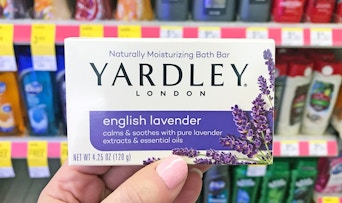 Naturally Moisturizing Bath Bar
YARDLEY®
LONDON
english lavender
calms & soothes with pure lavender
extracts & essential oils
NET WT 4.25 OZ (120 g)
FREE